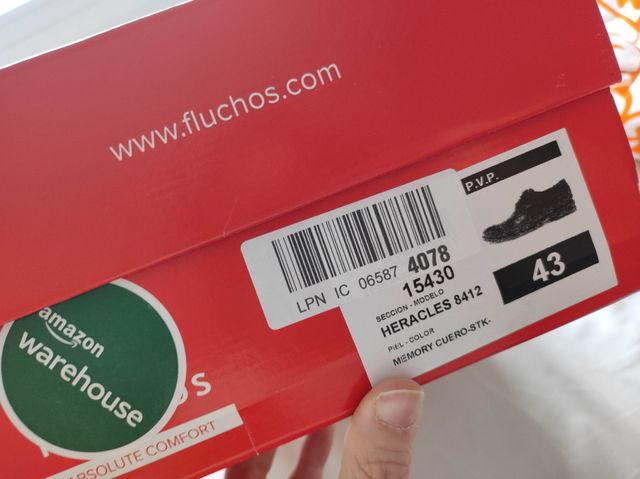 www.fluchos.com
P.V.P.
LPN IC 06587 4078
15430
SECCION - MODELO
HERACLES 8412
PIEL - COLOR
MEMORY CUERO-STK-
43
amazon
warehouse
OS
ABSOLUTE COMFORT